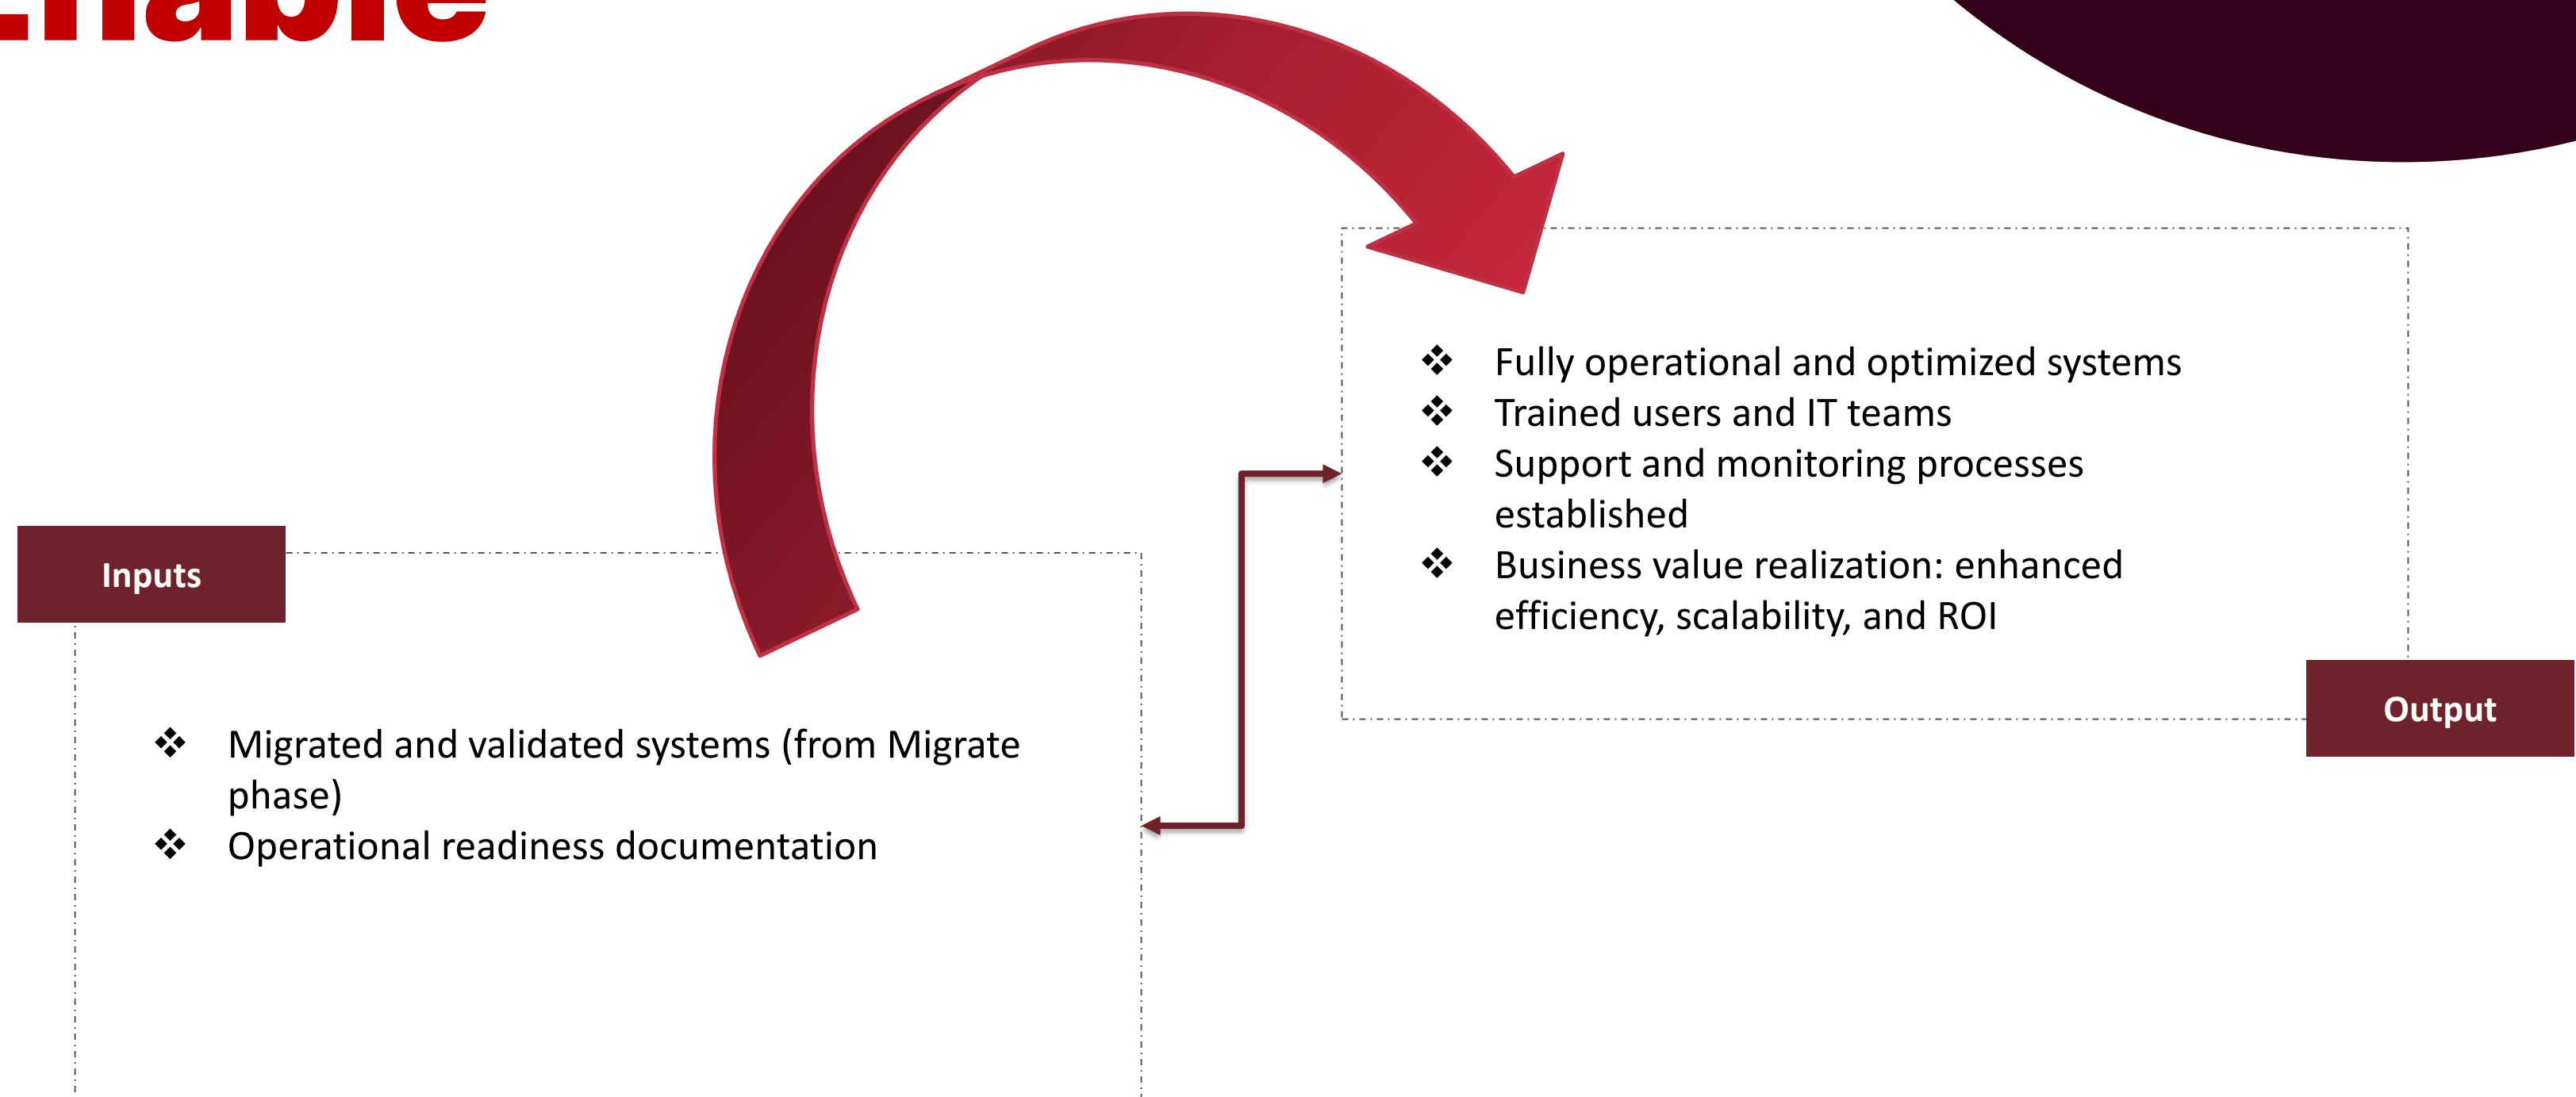 Enable
Inputs
❖ Migrated and validated systems (from Migrate
phase)
❖ Operational readiness documentation
❖ Fully operational and optimized systems
❖ Trained users and IT teams
❖ Support and monitoring processes
established
❖ Business value realization: enhanced
efficiency, scalability, and ROI
Output